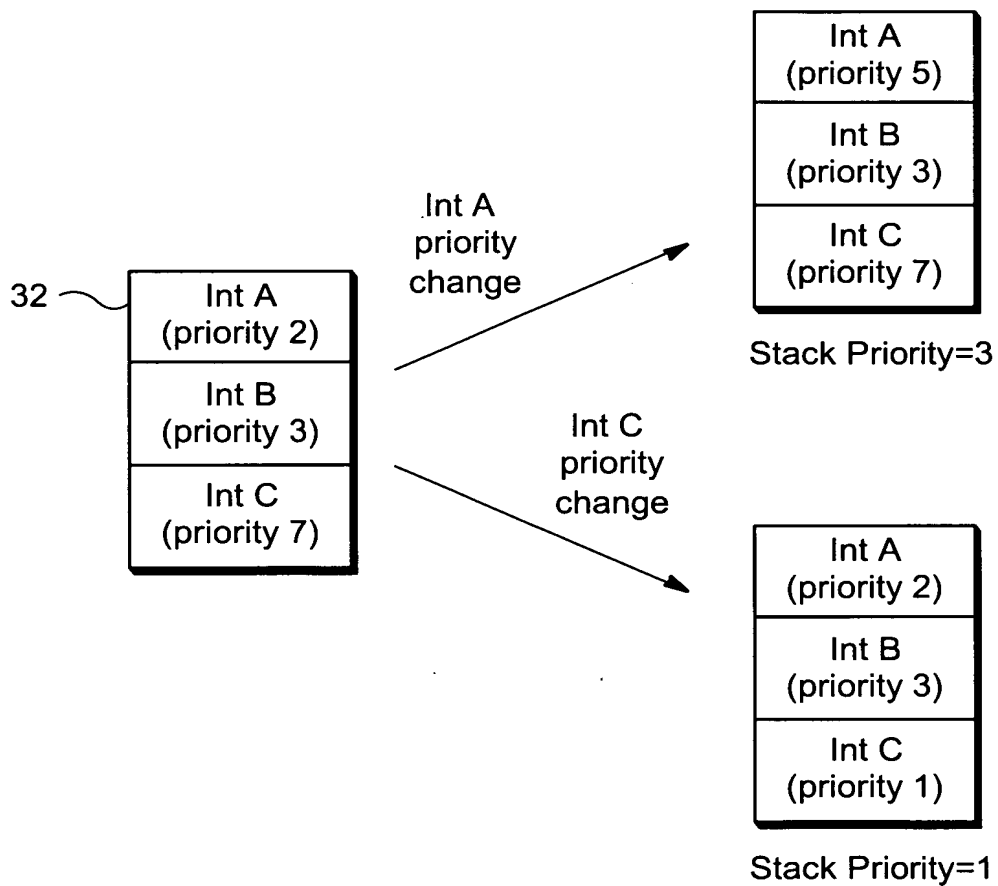 32
Int A
(priority 2)
Int B
(priority 3)
Int C
(priority 7)
Int A
priority
change
Int C
priority
change
Int A
(priority 5)
Int B
(priority 3)
Int C
(priority 7)
Stack Priority=3
Int A
(priority 2)
Int B
(priority 3)
Int C
(priority 1)
Stack Priority=1